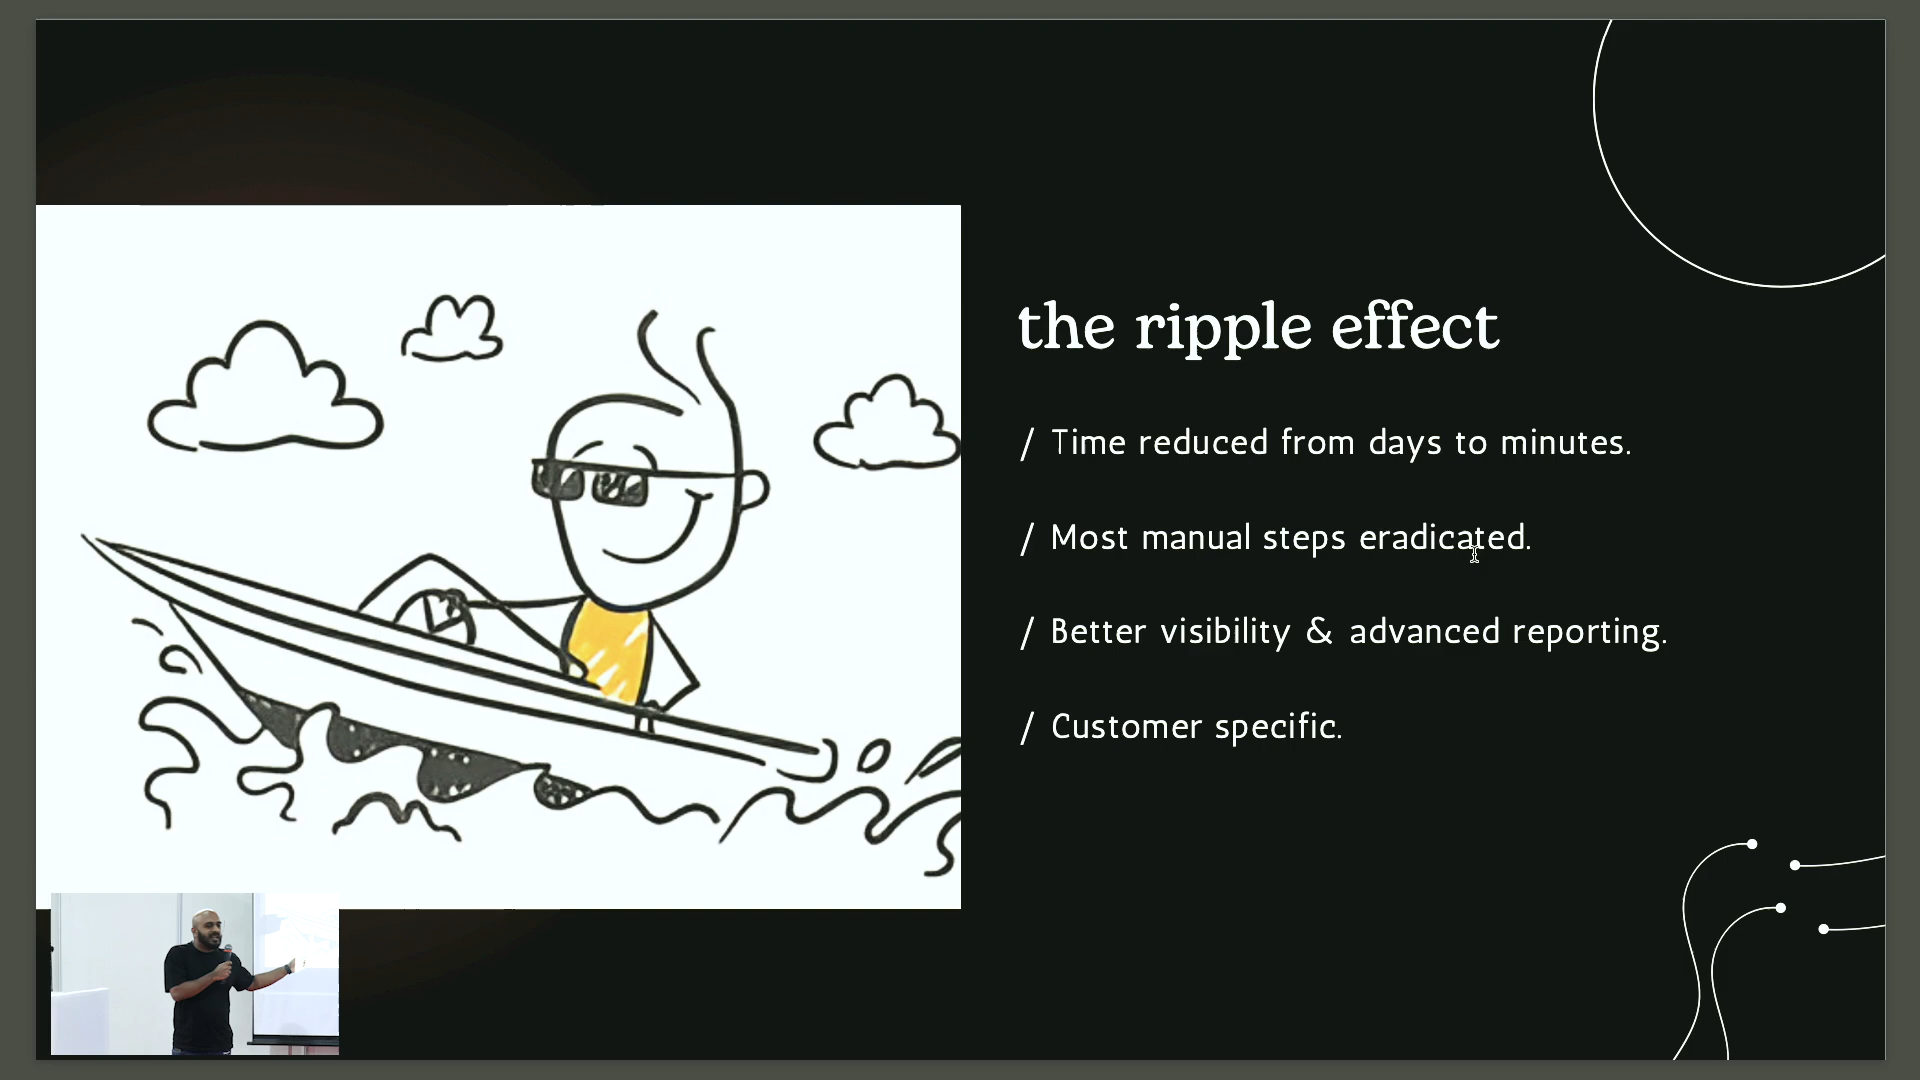 the ripple effect
/ Time reduced from days to minutes.
/ Most manual steps eradicated.
/ Better visibility & advanced reporting.
/ Customer specific.